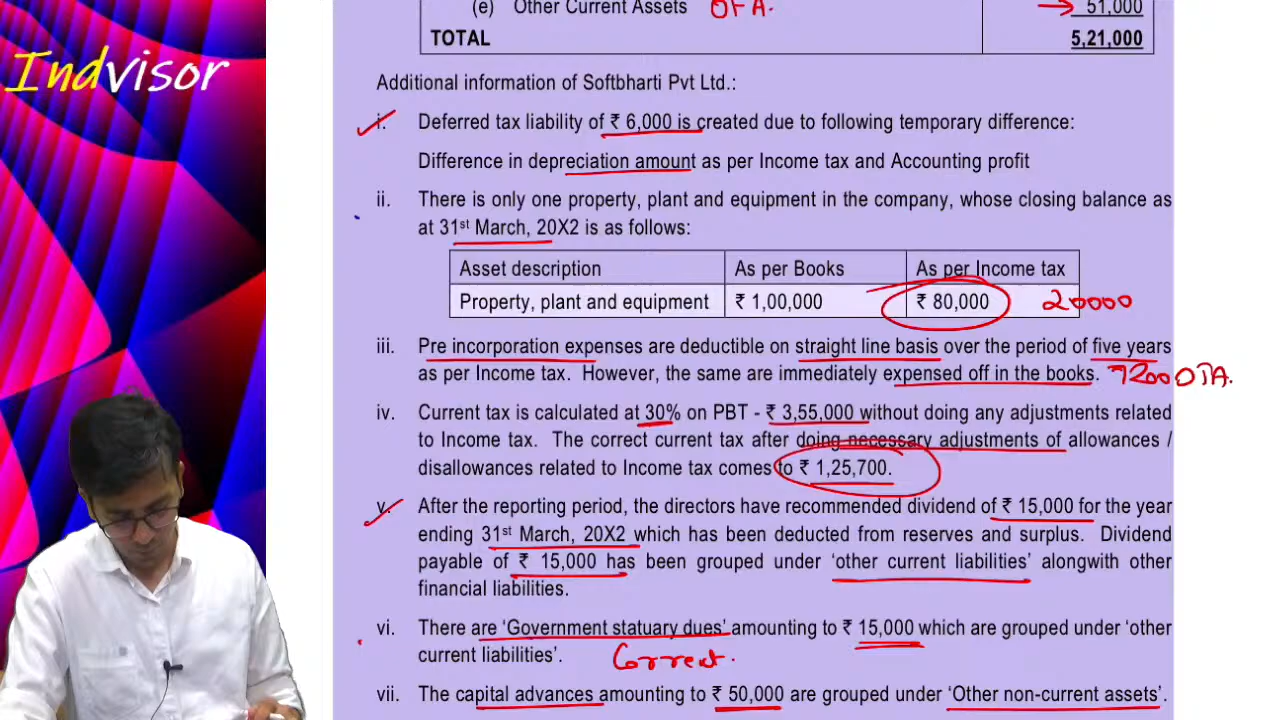 (e) Other Current Assets OFA. → 51,000
TOTAL 5,21,000
Indvisor
Additional information of Softbharti Pvt Ltd.:
i. Deferred tax liability of ₹ 6,000 is created due to following temporary difference:
Difference in depreciation amount as per Income tax and Accounting profit
ii. There is only one property, plant and equipment in the company, whose closing balance as
at 31st March, 20X2 is as follows:
Asset description As per Books As per Income tax
Property, plant and equipment ₹ 1,00,000 ₹ 80,000 20000
iii. Pre incorporation expenses are deductible on straight line basis over the period of five years
as per Income tax. However, the same are immediately expensed off in the books. 7200 DTA.
iv. Current tax is calculated at 30% on PBT - ₹ 3,55,000 without doing any adjustments related
to Income tax. The correct current tax after doing necessary adjustments of allowances /
disallowances related to Income tax comes to ₹ 1,25,700.
v. After the reporting period, the directors have recommended dividend of ₹ 15,000 for the year
ending 31st March, 20X2 which has been deducted from reserves and surplus. Dividend
payable of ₹ 15,000 has been grouped under ‘other current liabilities’ alongwith other
financial liabilities.
vi. There are ‘Government statuary dues’ amounting to ₹ 15,000 which are grouped under ‘other
current liabilities’. Correct.
vii. The capital advances amounting to ₹ 50,000 are grouped under ‘Other non-current assets’.